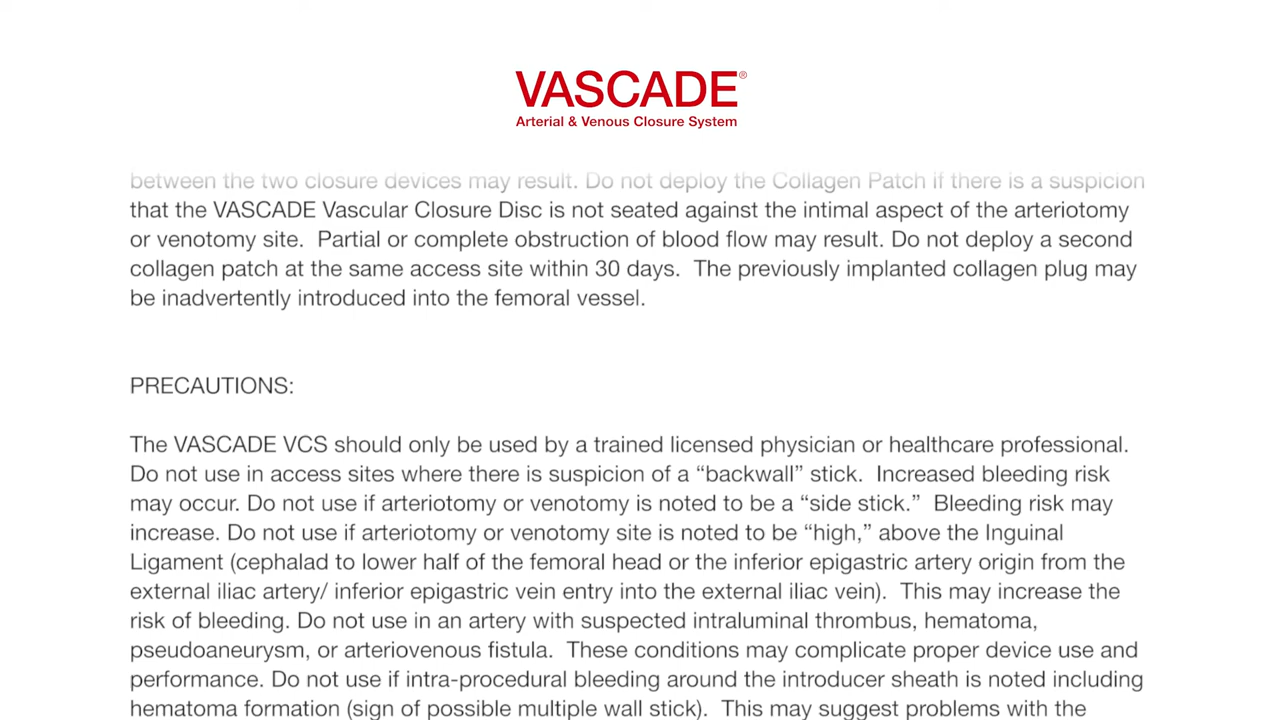 VASCADE®
Arterial & Venous Closure System
between the two closure devices may result. Do not deploy the Collagen Patch if there is a suspicion
that the VASCADE Vascular Closure Disc is not seated against the intimal aspect of the arteriotomy
or venotomy site.  Partial or complete obstruction of blood flow may result. Do not deploy a second
collagen patch at the same access site within 30 days.  The previously implanted collagen plug may
be inadvertently introduced into the femoral vessel.
PRECAUTIONS:
The VASCADE VCS should only be used by a trained licensed physician or healthcare professional.
Do not use in access sites where there is suspicion of a “backwall” stick.  Increased bleeding risk
may occur. Do not use if arteriotomy or venotomy is noted to be a “side stick.”  Bleeding risk may
increase. Do not use if arteriotomy or venotomy site is noted to be “high,” above the Inguinal
Ligament (cephalad to lower half of the femoral head or the inferior epigastric artery origin from the
external iliac artery/ inferior epigastric vein entry into the external iliac vein).  This may increase the
risk of bleeding. Do not use in an artery with suspected intraluminal thrombus, hematoma,
pseudoaneurysm, or arteriovenous fistula.  These conditions may complicate proper device use and
performance. Do not use if intra-procedural bleeding around the introducer sheath is noted including
hematoma formation (sign of possible multiple wall stick).  This may suggest problems with the